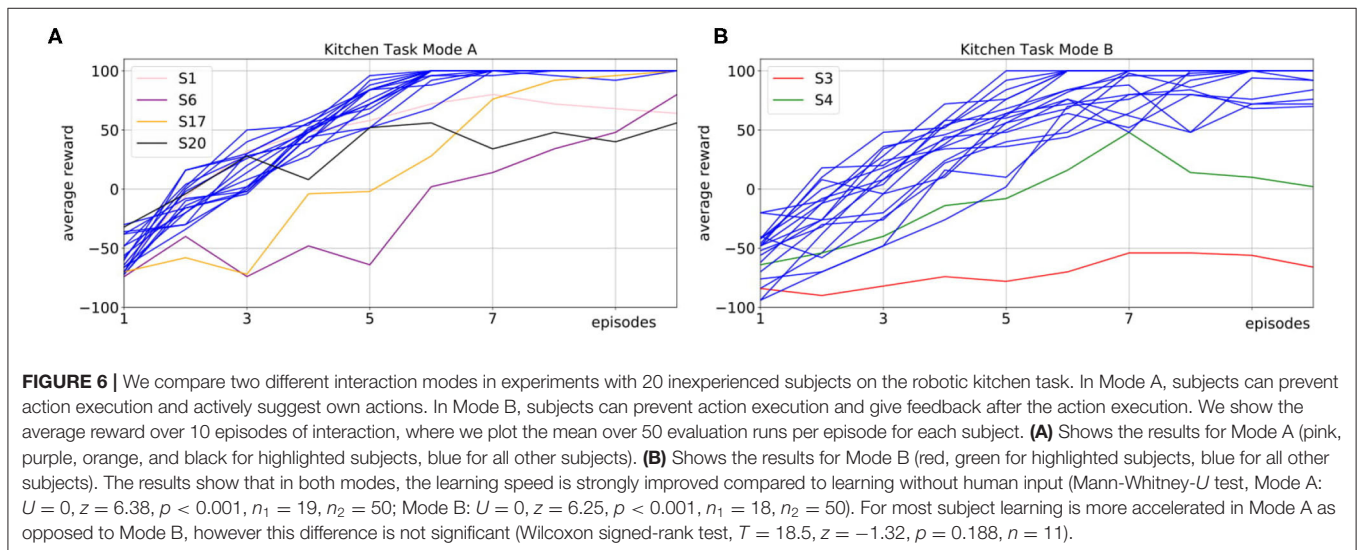 A
Kitchen Task Mode A
100
50
0
−50
−100
average reward
S1
S6
S17
S20
1
3
5
7
episodes
B
Kitchen Task Mode B
100
50
0
−50
−100
average reward
S3
S4
1
3
5
7
episodes
FIGURE 6 | We compare two different interaction modes in experiments with 20 inexperienced subjects on the robotic kitchen task. In Mode A, subjects can prevent
action execution and actively suggest own actions. In Mode B, subjects can prevent action execution and give feedback after the action execution. We show the
average reward over 10 episodes of interaction, where we plot the mean over 50 evaluation runs per episode for each subject. (A) Shows the results for Mode A (pink,
purple, orange, and black for highlighted subjects, blue for all other subjects). (B) Shows the results for Mode B (red, green for highlighted subjects, blue for all other
subjects). The results show that in both modes, the learning speed is strongly improved compared to learning without human input (Mann-Whitney-U test, Mode A:
U = 0, z = 6.38, p < 0.001, n₁ = 19, n₂ = 50; Mode B: U = 0, z = 6.25, p < 0.001, n₁ = 18, n₂ = 50). For most subject learning is more accelerated in Mode A as
opposed to Mode B, however this difference is not significant (Wilcoxon signed-rank test, T = 18.5, z = −1.32, p = 0.188, n = 11).